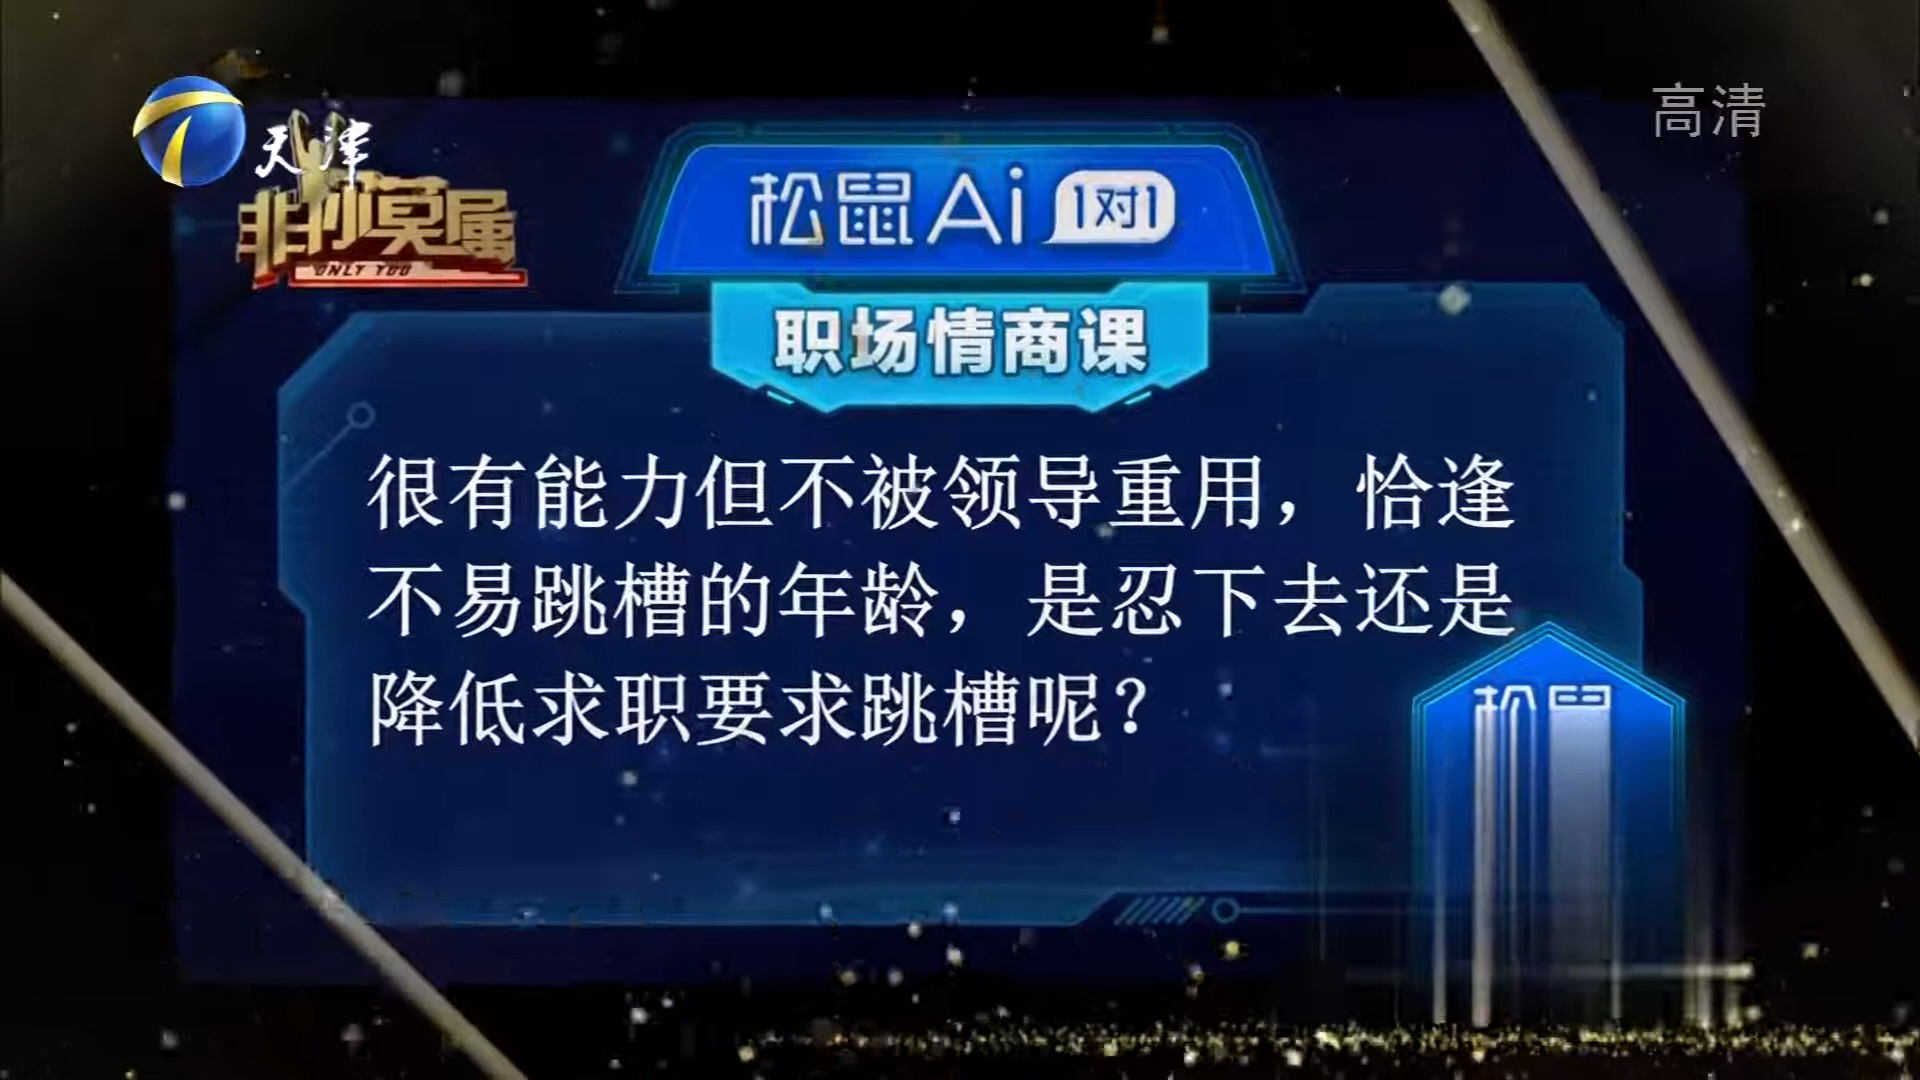 天津
高清
非你莫属
ONLY YOU
松鼠Ai 1对1
职场情商课
很有能力但不被领导重用，恰逢
不易跳槽的年龄，是忍下去还是
降低求职要求跳槽呢？
松鼠